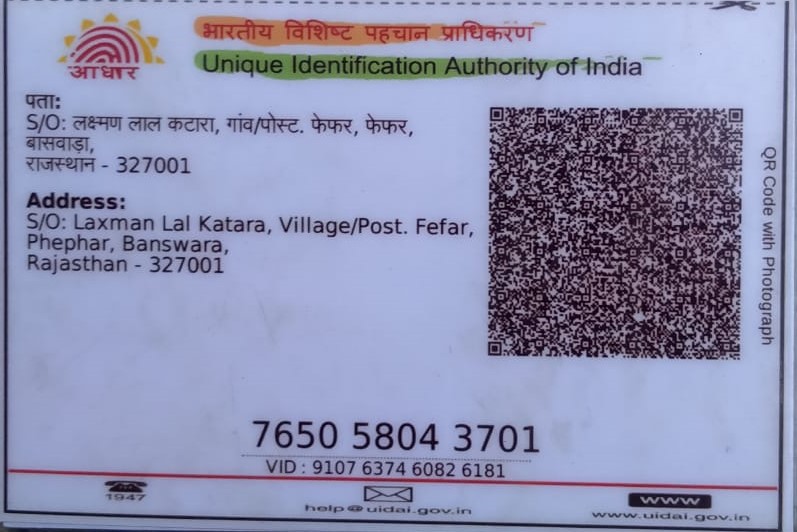 भारतीय विशिष्ट पहचान प्राधिकरण
Unique Identification Authority of India
आधार
पता:
S/O: लक्ष्मण लाल कटारा, गांव/पोस्ट. फेफर, फेफर,
बासवाड़ा,
राजस्थान - 327001
Address:
S/O: Laxman Lal Katara, Village/Post. Fefar,
Phephar, Banswara,
Rajasthan - 327001
QR Code with Photograph
7650 5804 3701
VID : 9107 6374 6082 6181
1947
help@uidai.gov.in
www
www.uidai.gov.in